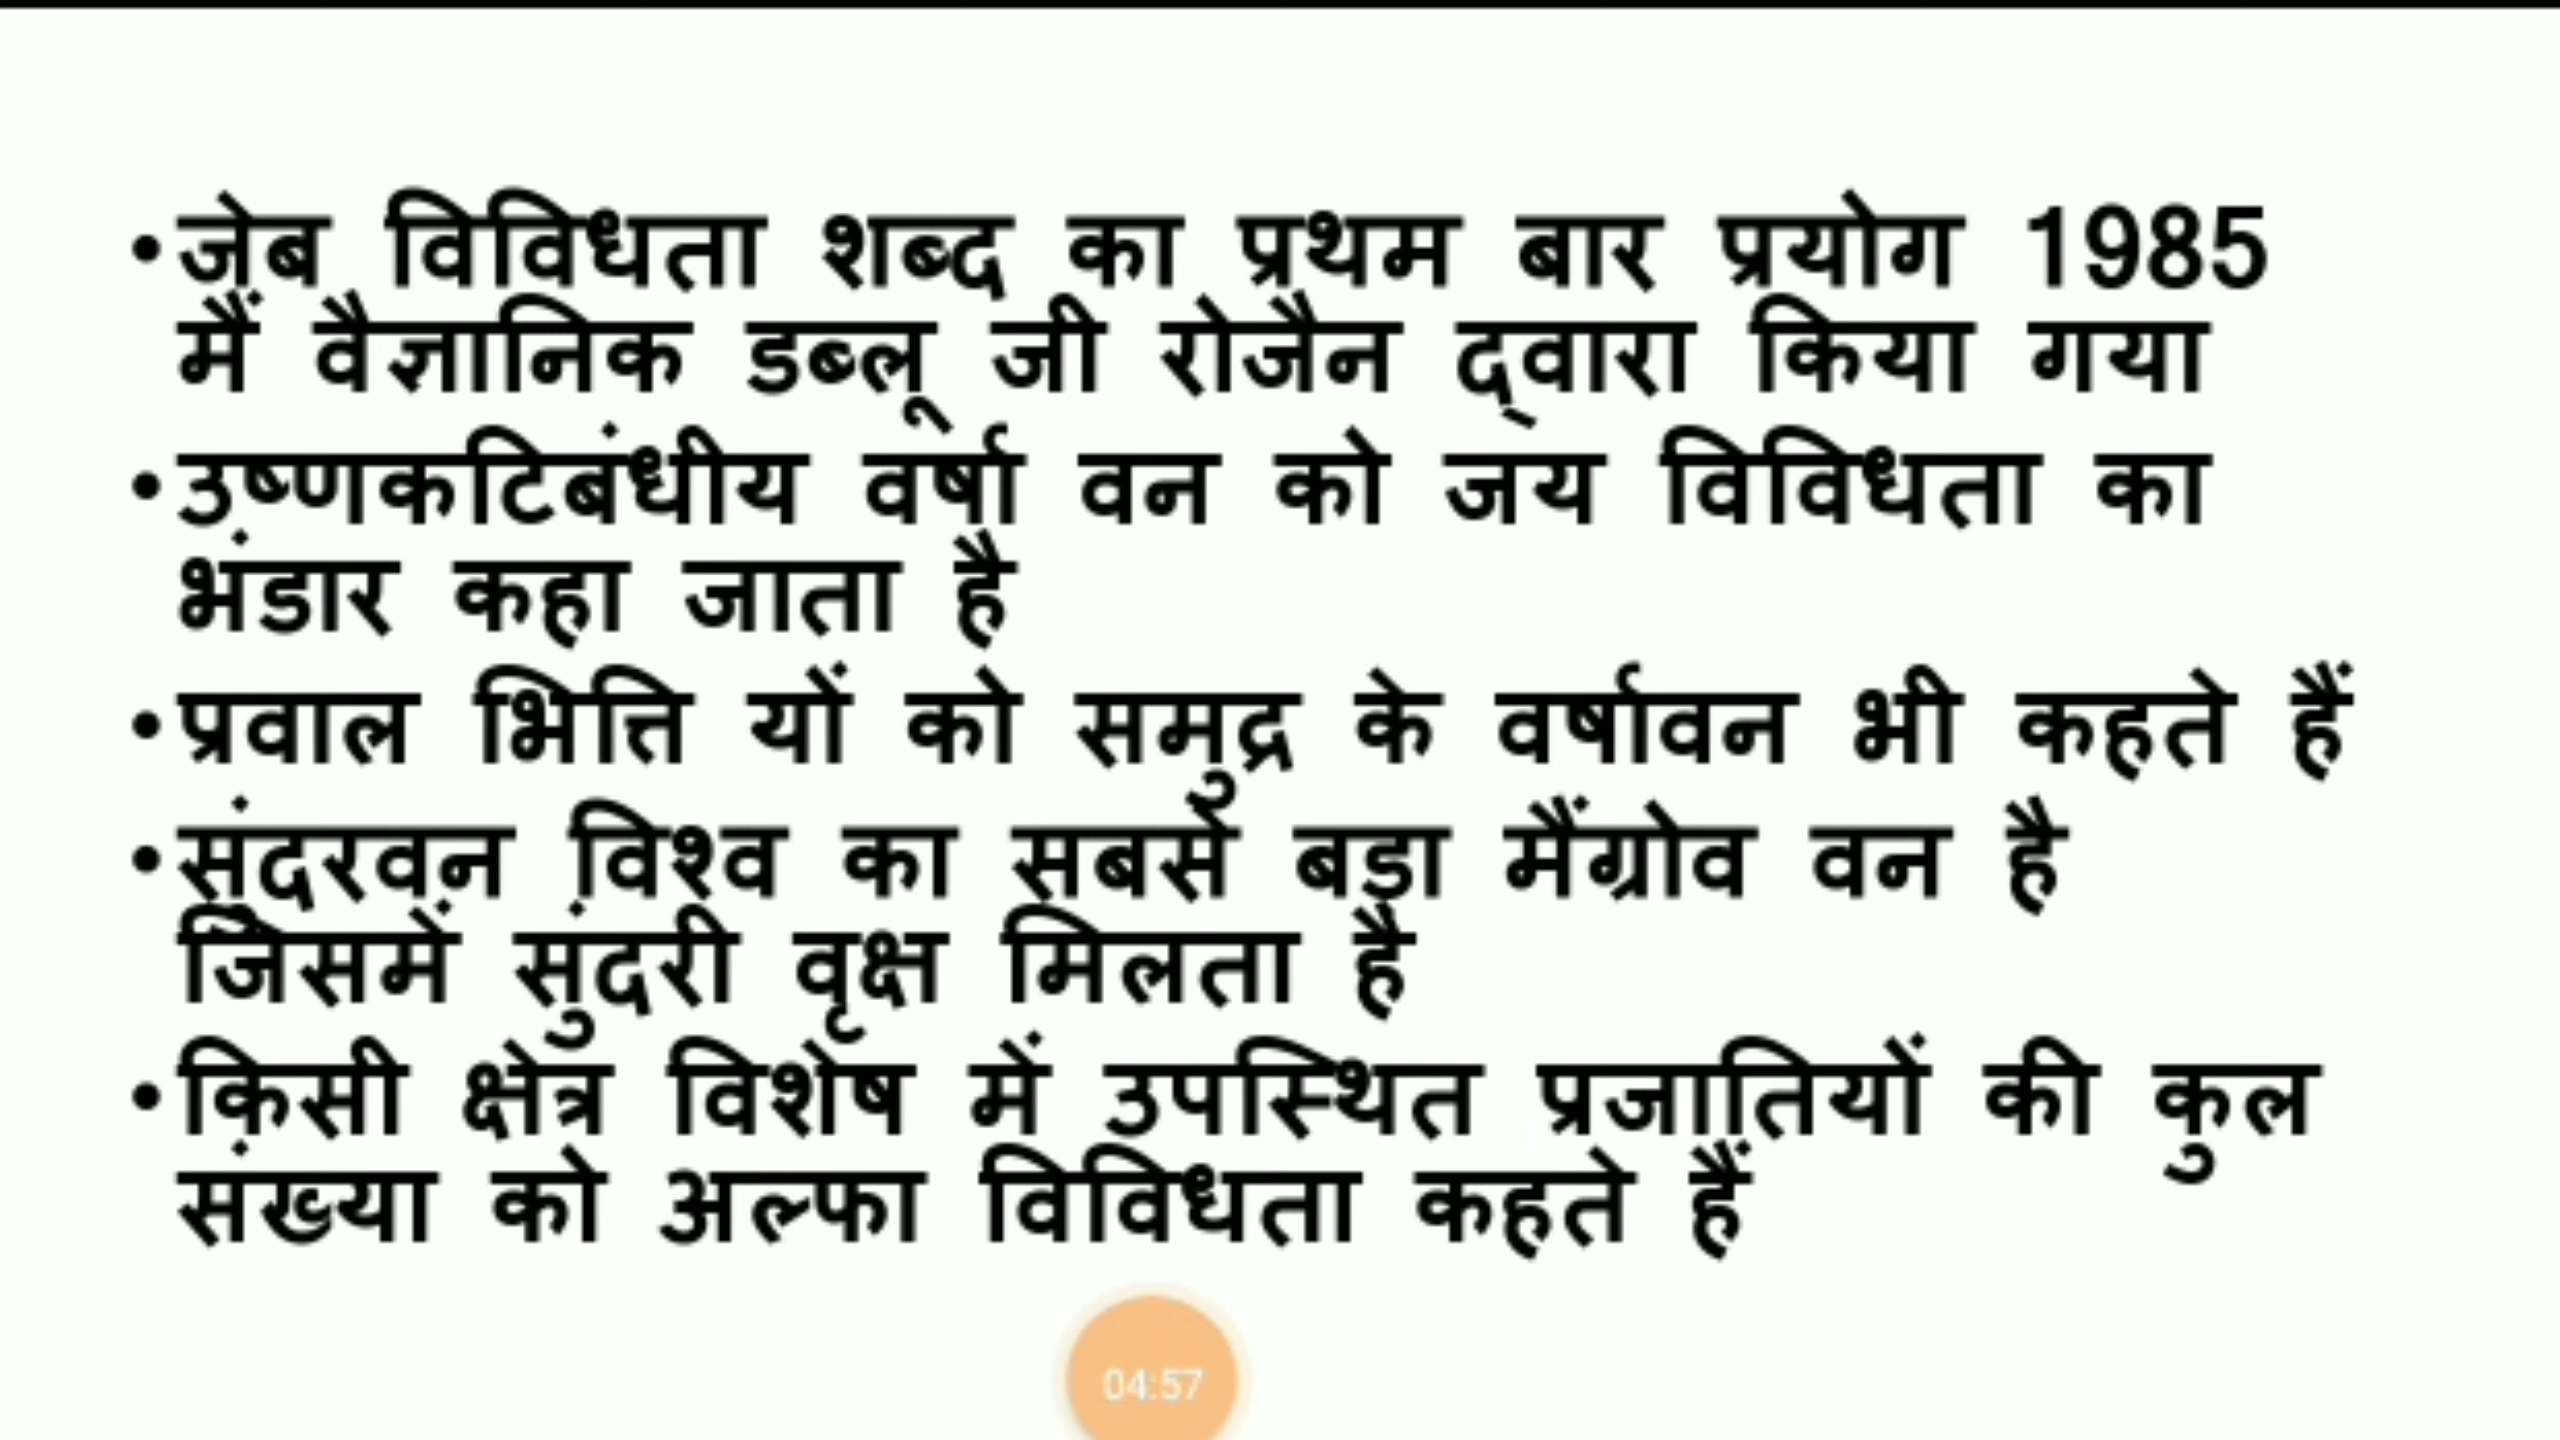 •जेब विविधता शब्द का प्रथम बार प्रयोग 1985
मैं वैज्ञानिक डब्लू जी रोजैन द्वारा किया गया
•उष्णकटिबंधीय वर्षा वन को जय विविधता का
भंडार कहा जाता है
•प्रवाल भित्ति यों को समुद्र के वर्षावन भी कहते हैं
•सुंदरवन विश्व का सबसे बड़ा मैंग्रोव वन है
जिसमें सुंदरी वृक्ष मिलता है
•किसी क्षेत्र विशेष में उपस्थित प्रजातियों की कुल
संख्या को अल्फा विविधता कहते हैं
04:57